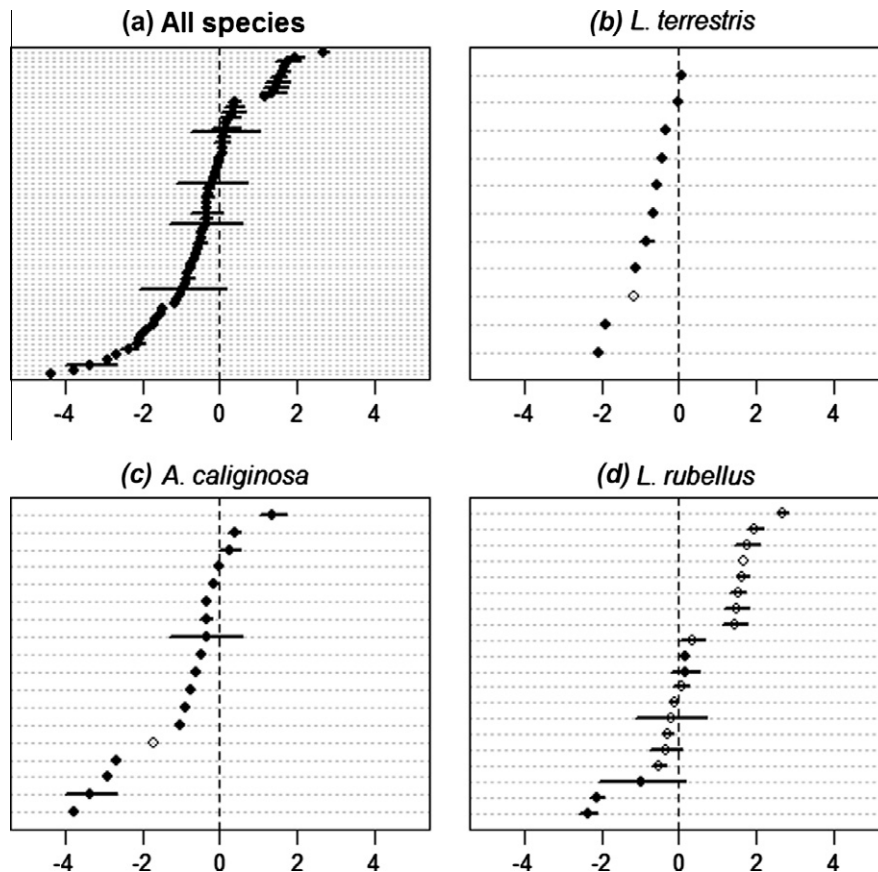 (a) All species
(b) L. terrestris
-4 -2 0 2 4
-4 -2 0 2 4
(c) A. caliginosa
(d) L. rubellus
-4 -2 0 2 4
-4 -2 0 2 4